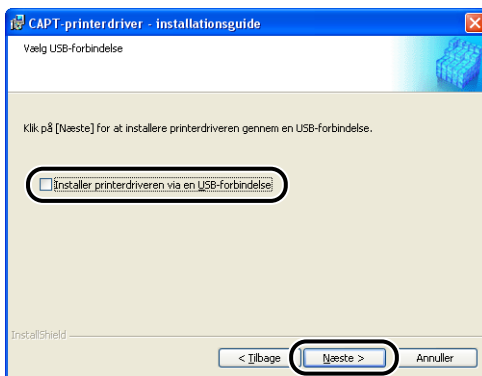 CAPT-printerdriver - installationsguide
Vælg USB-forbindelse
Klik på [Næste] for at installere printerdriveren gennem en USB-forbindelse.
Installer printerdriveren via en USB-forbindelse
InstallShield
< Tilbage Næste > Annuller